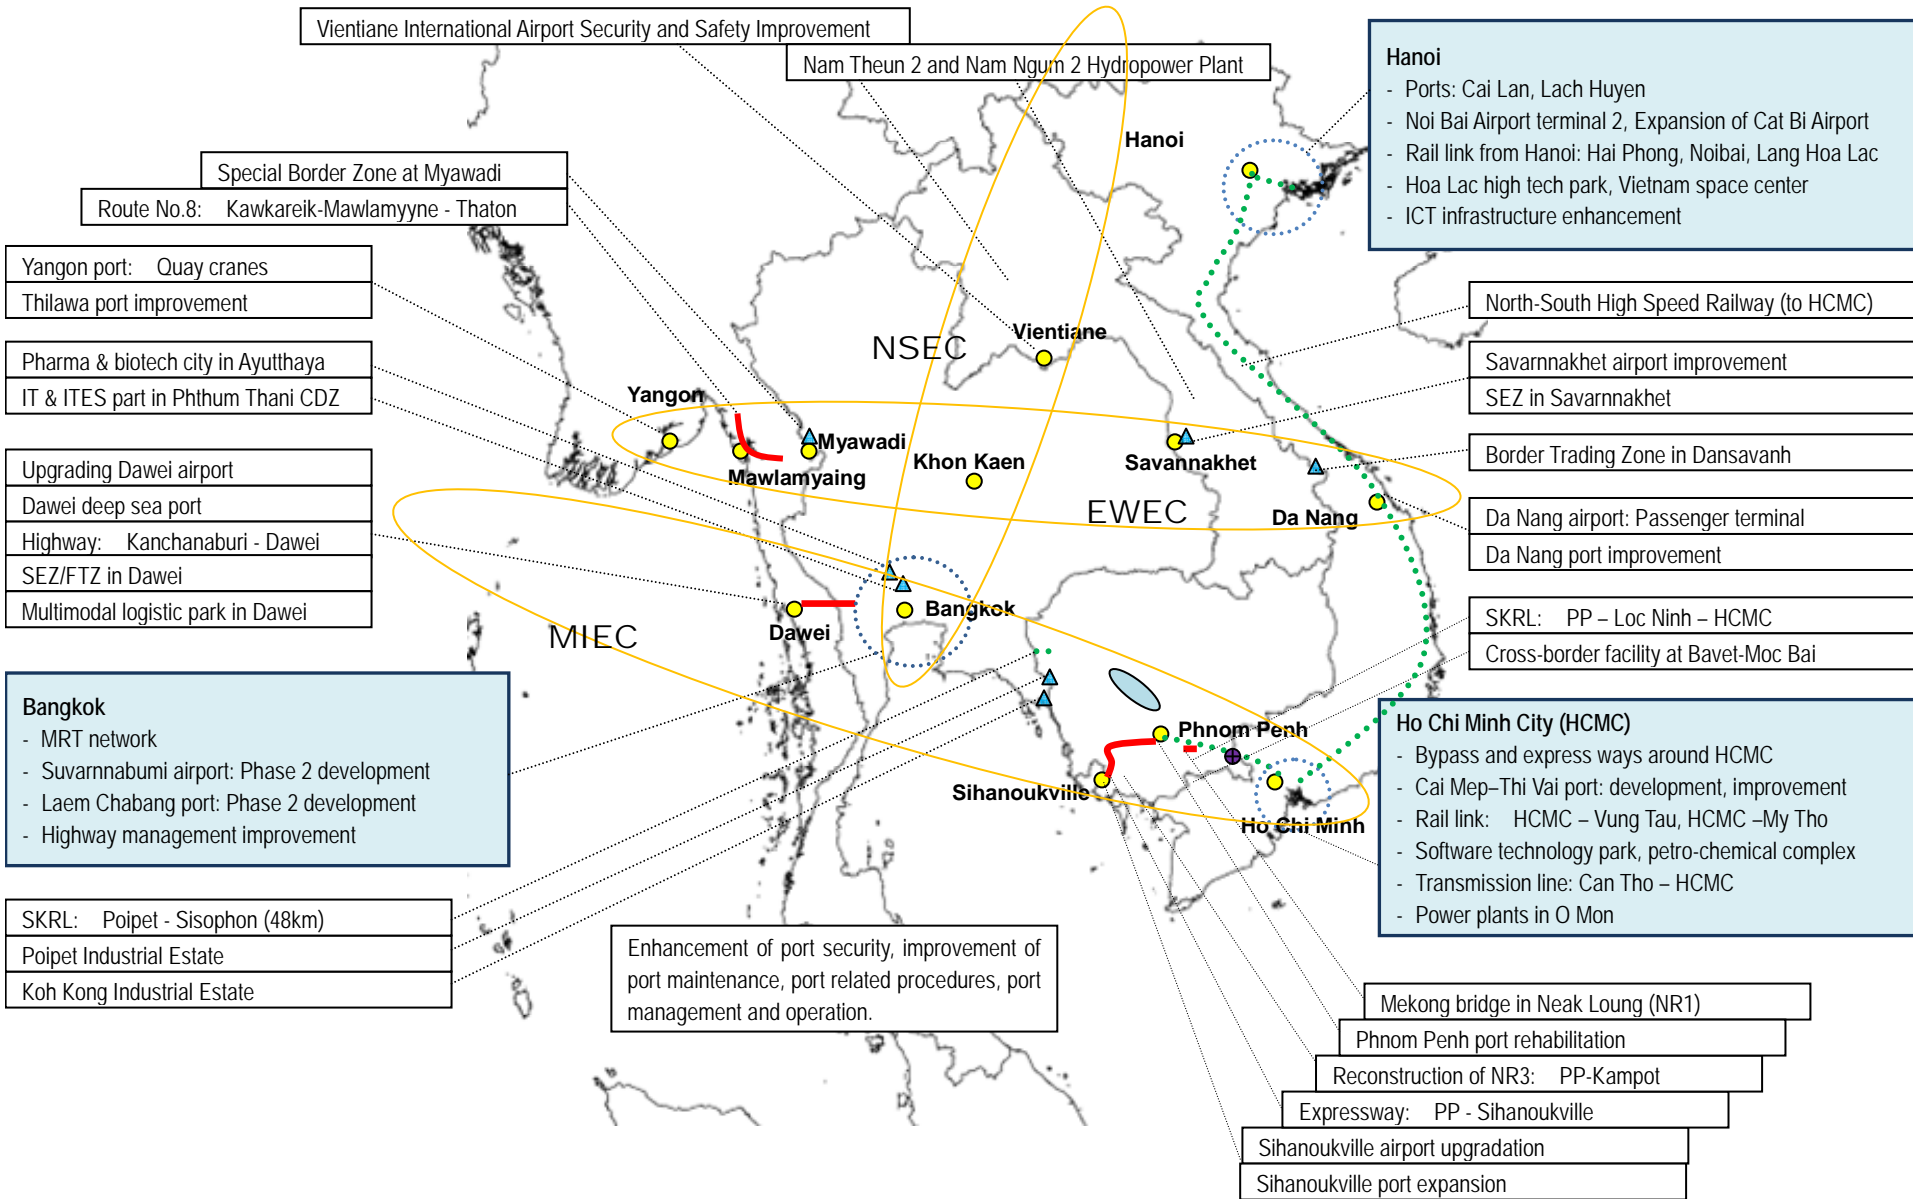 Vientiane International Airport Security and Safety Improvement
Nam Theun 2 and Nam Ngum 2 Hydropower Plant
Hanoi
- Ports: Cai Lan, Lach Huyen
- Noi Bai Airport terminal 2, Expansion of Cat Bi Airport
- Rail link from Hanoi: Hai Phong, Noibai, Lang Hoa Lac
- Hoa Lac high tech park, Vietnam space center
- ICT infrastructure enhancement
Hanoi
Special Border Zone at Myawadi
Route No.8: Kawkareik-Mawlamyyne - Thaton
Yangon port: Quay cranes
Thilawa port improvement
Pharma & biotech city in Ayutthaya
IT & ITES part in Phthum Thani CDZ
Upgrading Dawei airport
Dawei deep sea port
Highway: Kanchanaburi - Dawei
SEZ/FTZ in Dawei
Multimodal logistic park in Dawei
North-South High Speed Railway (to HCMC)
Savarnnakhet airport improvement
SEZ in Savarnnakhet
Border Trading Zone in Dansavanh
Da Nang airport: Passenger terminal
Da Nang port improvement
SKRL: PP – Loc Ninh – HCMC
Cross-border facility at Bavet-Moc Bai
NSEC
Vientiane
Yangon
Myawadi
Mawlamyaing
Khon Kaen
Savannakhet
EWEC
Da Nang
MIEC
Dawei
Bangkok
Phnom Penh
Sihanoukville
Ho Chi Minh
Bangkok
- MRT network
- Suvarnnabumi airport: Phase 2 development
- Laem Chabang port: Phase 2 development
- Highway management improvement
Ho Chi Minh City (HCMC)
- Bypass and express ways around HCMC
- Cai Mep–Thi Vai port: development, improvement
- Rail link: HCMC – Vung Tau, HCMC –My Tho
- Software technology park, petro-chemical complex
- Transmission line: Can Tho – HCMC
- Power plants in O Mon
SKRL: Poipet - Sisophon (48km)
Poipet Industrial Estate
Koh Kong Industrial Estate
Enhancement of port security, improvement of
port maintenance, port related procedures, port
management and operation.
Mekong bridge in Neak Loung (NR1)
Phnom Penh port rehabilitation
Reconstruction of NR3: PP-Kampot
Expressway: PP - Sihanoukville
Sihanoukville airport upgradation
Sihanoukville port expansion